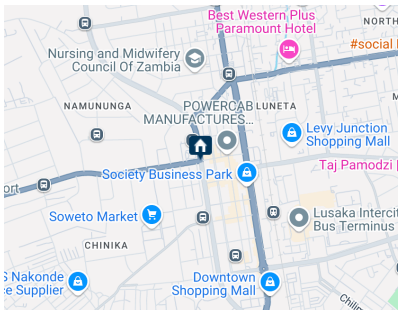 Best Western Plus
Paramount Hotel
NORTH
#social
Nursing and Midwifery
Council Of Zambia
NAMUNUNGA
POWERCAB
MANUFACTURES...
LUNETA
Levy Junction
Shopping Mall
Taj Pamodzi
Society Business Park
ort
Soweto Market
Lusaka Intercit
Bus Terminus
CHINIKA
S Nakonde
ce Supplier
Downtown
Shopping Mall
Chilim